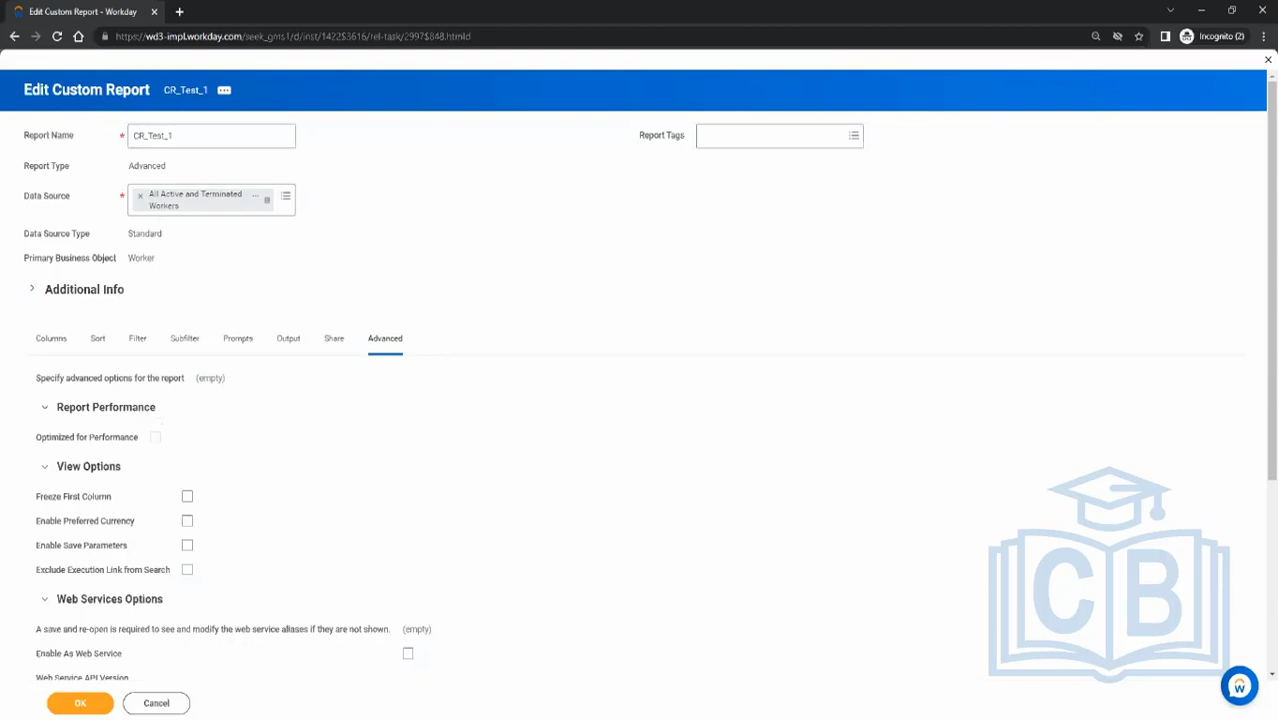 Edit Custom Report - Workday
https://wd3-impl.workday.com/seek_gms1/d/inst/1422$3616/rel-task/2997$848.htmld
Incognito (2)
Edit Custom Report CR_Test_1
Report Name * CR_Test_1
Report Tags
Report Type Advanced
Data Source * All Active and Terminated
Workers
Data Source Type Standard
Primary Business Object Worker
Additional Info
Columns Sort Filter Subfilter Prompts Output Share Advanced
Specify advanced options for the report (empty)
Report Performance
Optimized for Performance
View Options
Freeze First Column
Enable Preferred Currency
Enable Save Parameters
Exclude Execution Link from Search
Web Services Options
A save and re-open is required to see and modify the web service aliases if they are not shown. (empty)
Enable As Web Service
Web Service API Version
OK Cancel
CB